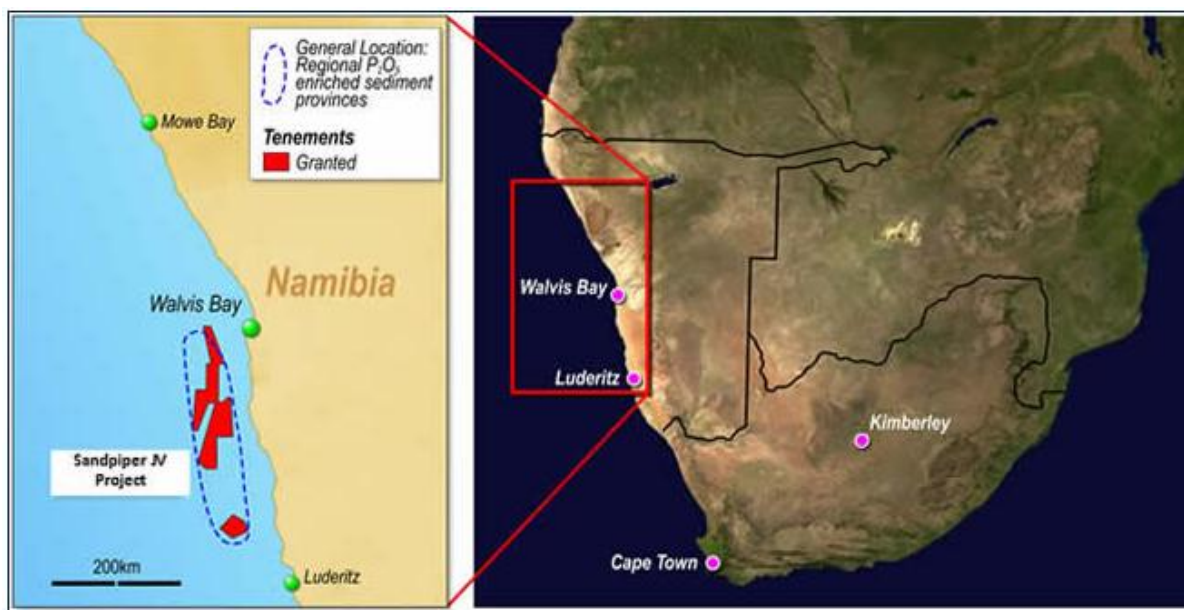 General Location:
Regional P₂O₅
enriched sediment
provinces
Tenements
Granted
Mowe Bay
Namibia
Walvis Bay
Sandpiper JV
Project
200km
Luderitz
Walvis Bay
Luderitz
Kimberley
Cape Town